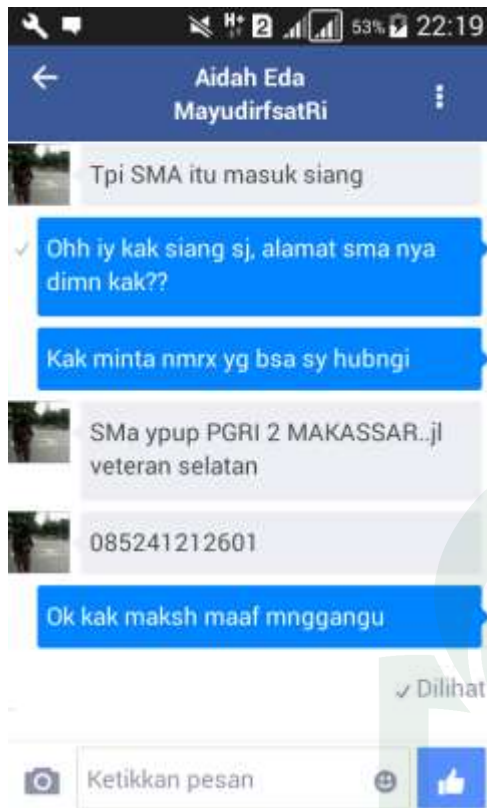 H+ 2 53% 22:19
Aidah Eda
MayudirfsatRi
Tpi SMA itu masuk siang
Ohh iy kak siang sj, alamat sma nya
dimn kak??
Kak minta nmrx yg bsa sy hubngi
SMa ypup PGRI 2 MAKASSAR..jl
veteran selatan
085241212601
Ok kak maksh maaf mnggangu
Dilihat
Ketikkan pesan